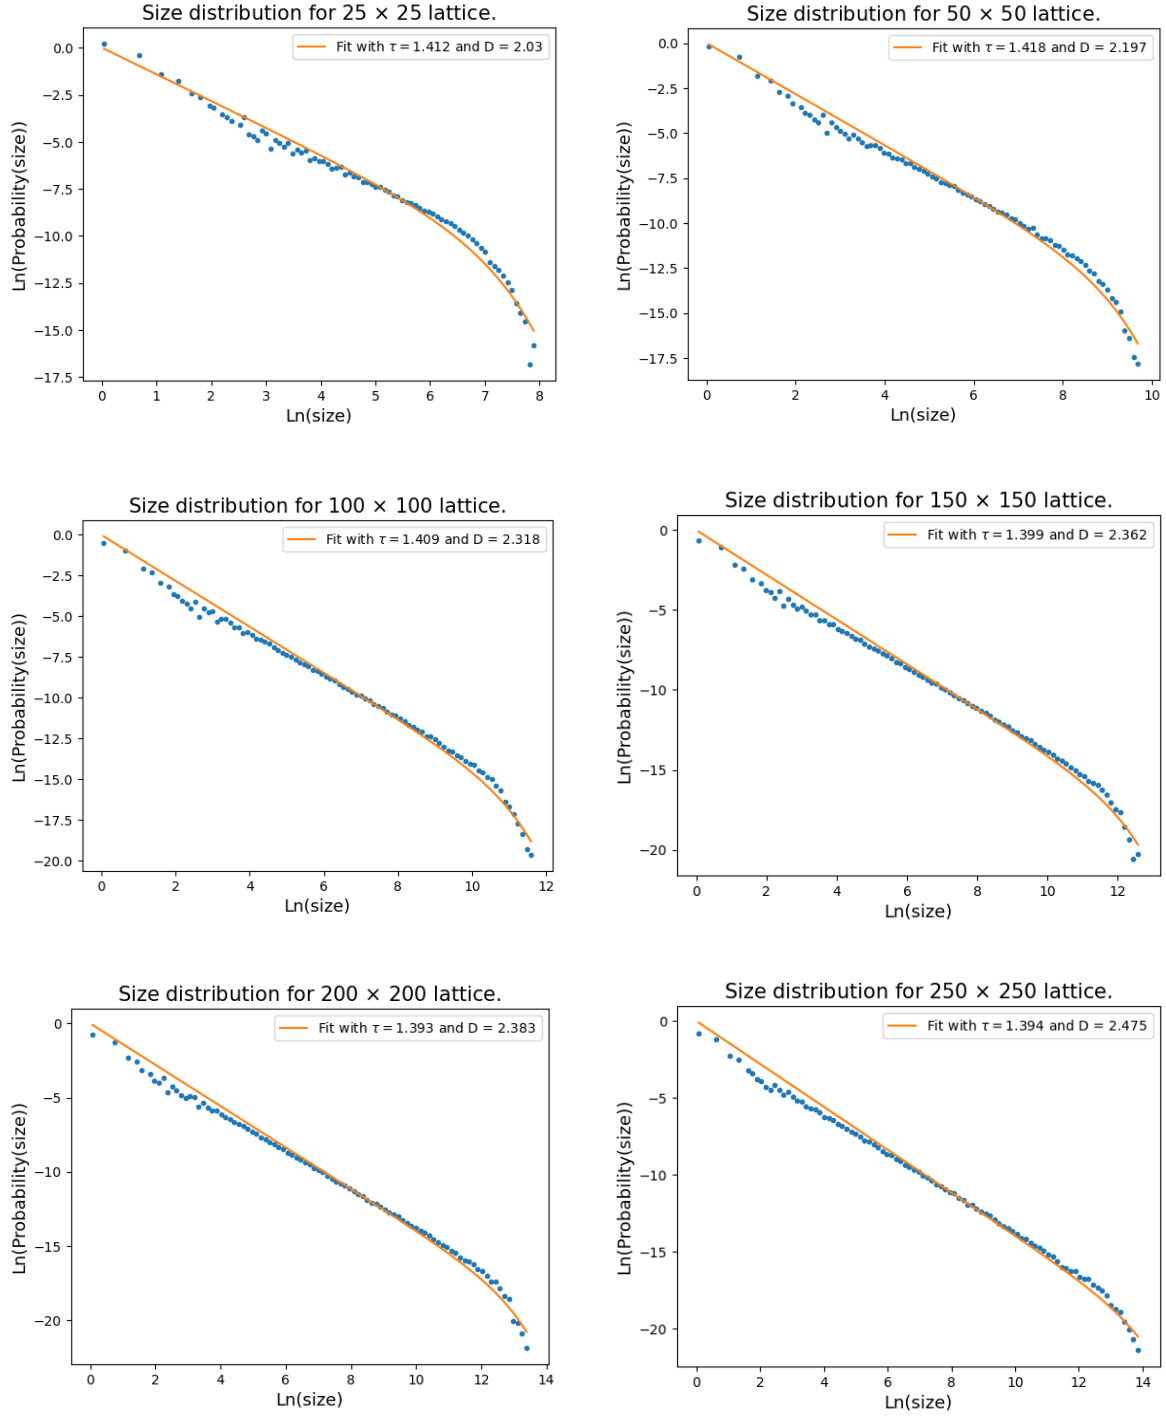 Size distribution for 25 × 25 lattice.
Fit with τ = 1.412 and D = 2.03
0.0
−2.5
−5.0
−7.5
−10.0
−12.5
−15.0
−17.5
Ln(Probability(size))
0 1 2 3 4 5 6 7 8
Ln(size)
Size distribution for 50 × 50 lattice.
Fit with τ = 1.418 and D = 2.197
0.0
−2.5
−5.0
−7.5
−10.0
−12.5
−15.0
−17.5
Ln(Probability(size))
0 2 4 6 8 10
Ln(size)
Size distribution for 100 × 100 lattice.
Fit with τ = 1.409 and D = 2.318
0.0
−2.5
−5.0
−7.5
−10.0
−12.5
−15.0
−17.5
−20.0
Ln(Probability(size))
0 2 4 6 8 10 12
Ln(size)
Size distribution for 150 × 150 lattice.
Fit with τ = 1.399 and D = 2.362
0
−5
−10
−15
−20
Ln(Probability(size))
0 2 4 6 8 10 12
Ln(size)
Size distribution for 200 × 200 lattice.
Fit with τ = 1.393 and D = 2.383
0
−5
−10
−15
−20
Ln(Probability(size))
0 2 4 6 8 10 12 14
Ln(size)
Size distribution for 250 × 250 lattice.
Fit with τ = 1.394 and D = 2.475
0
−5
−10
−15
−20
Ln(Probability(size))
0 2 4 6 8 10 12 14
Ln(size)